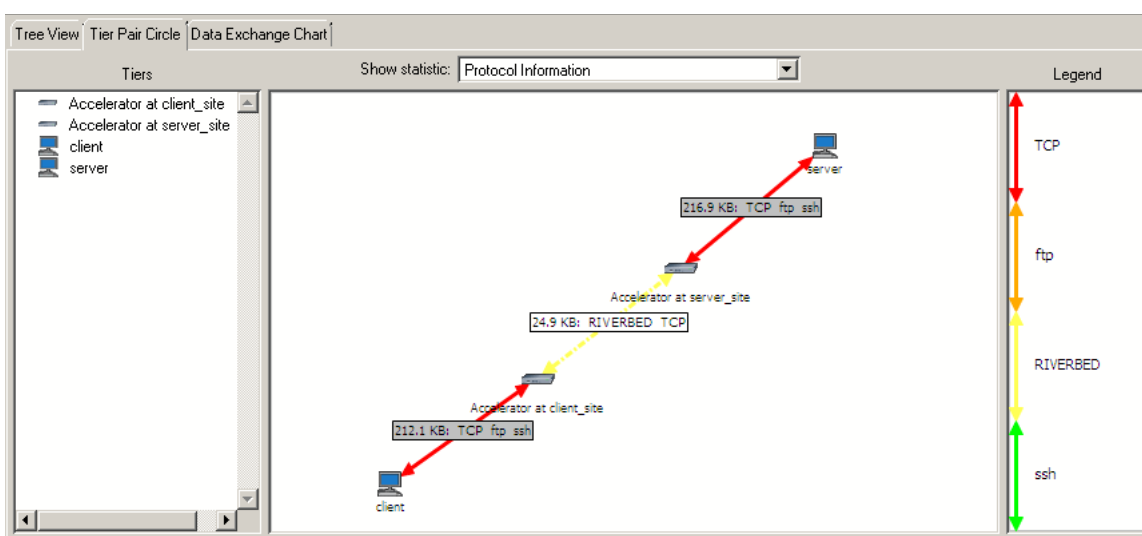 Tree View Tier Pair Circle Data Exchange Chart
Tiers
Show statistic: Protocol Information
Legend
Accelerator at client_site
Accelerator at server_site
client
server
server
216.9 KB: TCP ftp ssh
Accelerator at server_site
24.9 KB: RIVERBED TCP
Accelerator at client_site
212.1 KB: TCP ftp ssh
client
TCP
ftp
RIVERBED
ssh